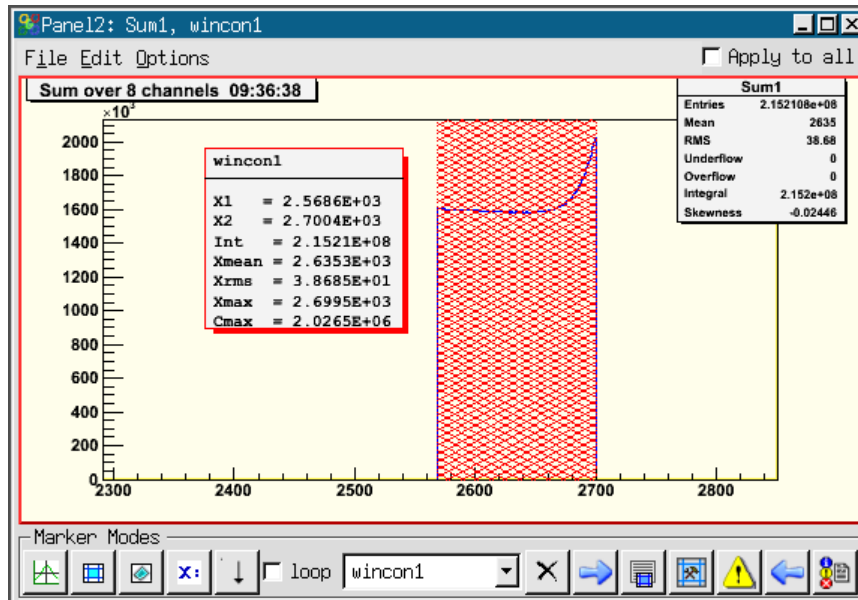 Panel2: Sum1, wincon1
File Edit Options
Apply to all
Sum over 8 channels 09:36:38
Sum1
Entries 2.152108e+08
Mean 2635
RMS 38.68
Underflow 0
Overflow 0
Integral 2.152e+08
Skewness -0.02446
×10³
2000
1800
1600
1400
1200
1000
800
600
400
200
0
wincon1
X1 = 2.5686E+03
X2 = 2.7004E+03
Int = 2.1521E+08
Xmean = 2.6353E+03
Xrms = 3.8685E+01
Xmax = 2.6995E+03
Cmax = 2.0265E+06
2300 2400 2500 2600 2700 2800
Marker Modes
X: loop wincon1